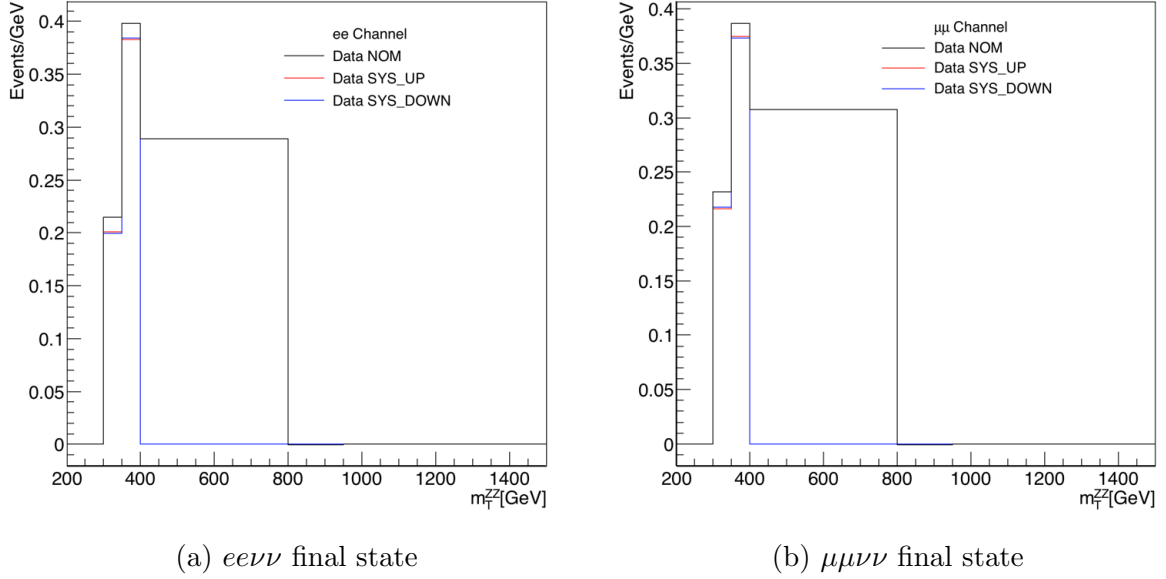 Events/GeV
0.4
0.35
0.3
0.25
0.2
0.15
0.1
0.05
0
ee Channel
Data NOM
Data SYS_UP
Data SYS_DOWN
200 400 600 800 1000 1200 1400
m_T^ZZ[GeV]
(a) eeνν final state
Events/GeV
0.4
0.35
0.3
0.25
0.2
0.15
0.1
0.05
0
μμ Channel
Data NOM
Data SYS_UP
Data SYS_DOWN
200 400 600 800 1000 1200 1400
m_T^ZZ[GeV]
(b) μμνν final state